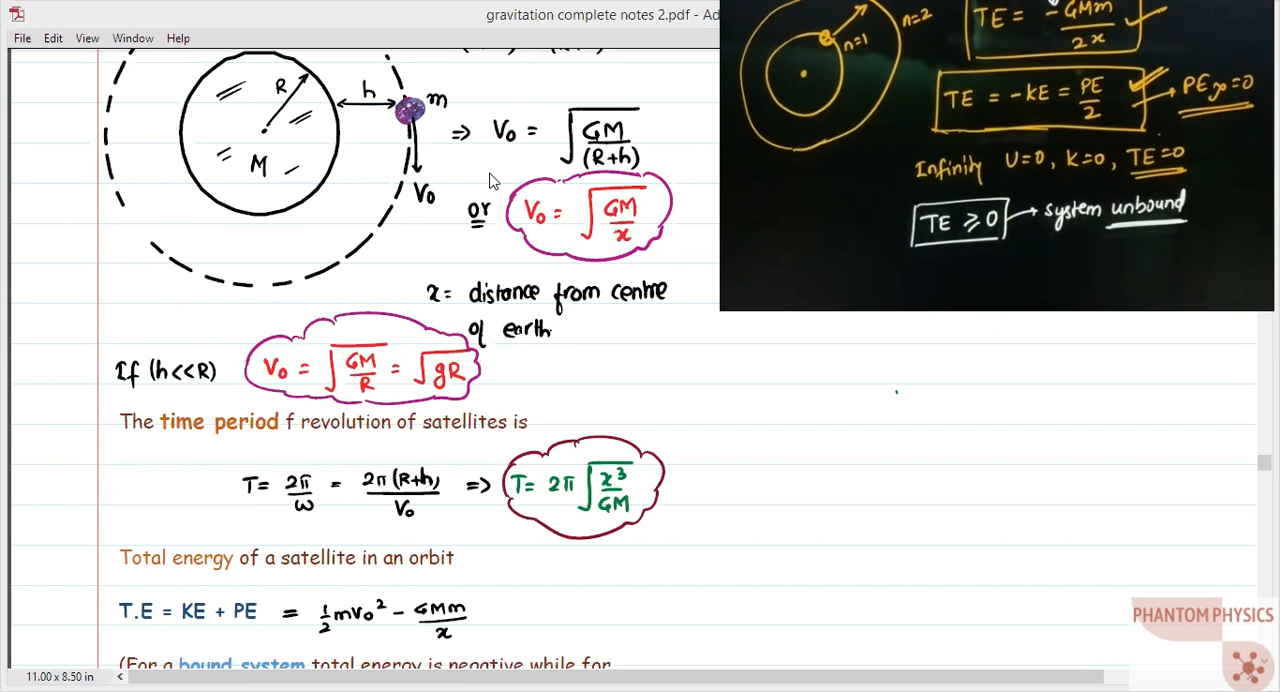 gravitation complete notes 2.pdf - Ad
File Edit View Window Help
R
h
m
M
V₀
=> V₀ = √(GM/(R+h))
or V₀ = √(GM/x)
x = distance from centre
of earth
If (h<<R) V₀ = √(GM/R) = √gR
The time period f revolution of satellites is
T = 2π/ω = 2π(R+h)/V₀ => T = 2π√(x³/GM)
Total energy of a satellite in an orbit
T.E = KE + PE = ½mV₀² - GMm/x
(For a bound system total energy is negative while for
11.00 x 8.50 in
n=2
n=1
TE = -GMm/2x
TE = -KE = PE/2 → PE∞=0
Infinity U=0, K=0, TE=0
TE ≥ 0 → system unbound
PHANTOM PHYSICS